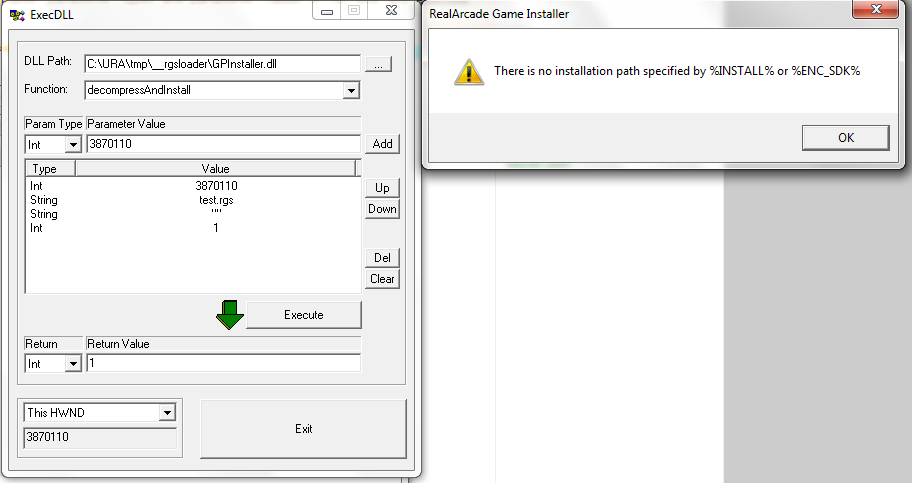 ExecDLL
DLL Path: C:\URA\tmp\__rgsloader\GPInstaller.dll ...
Function: decompressAndInstall
Param Type Parameter Value
Int 3870110 Add
Type Value
Int 3870110 Up
String test.rgs
String "" Down
Int 1
Del
Clear
Execute
Return Return Value
Int 1
This HWND
3870110
Exit
RealArcade Game Installer
There is no installation path specified by %INSTALL% or %ENC_SDK%
OK